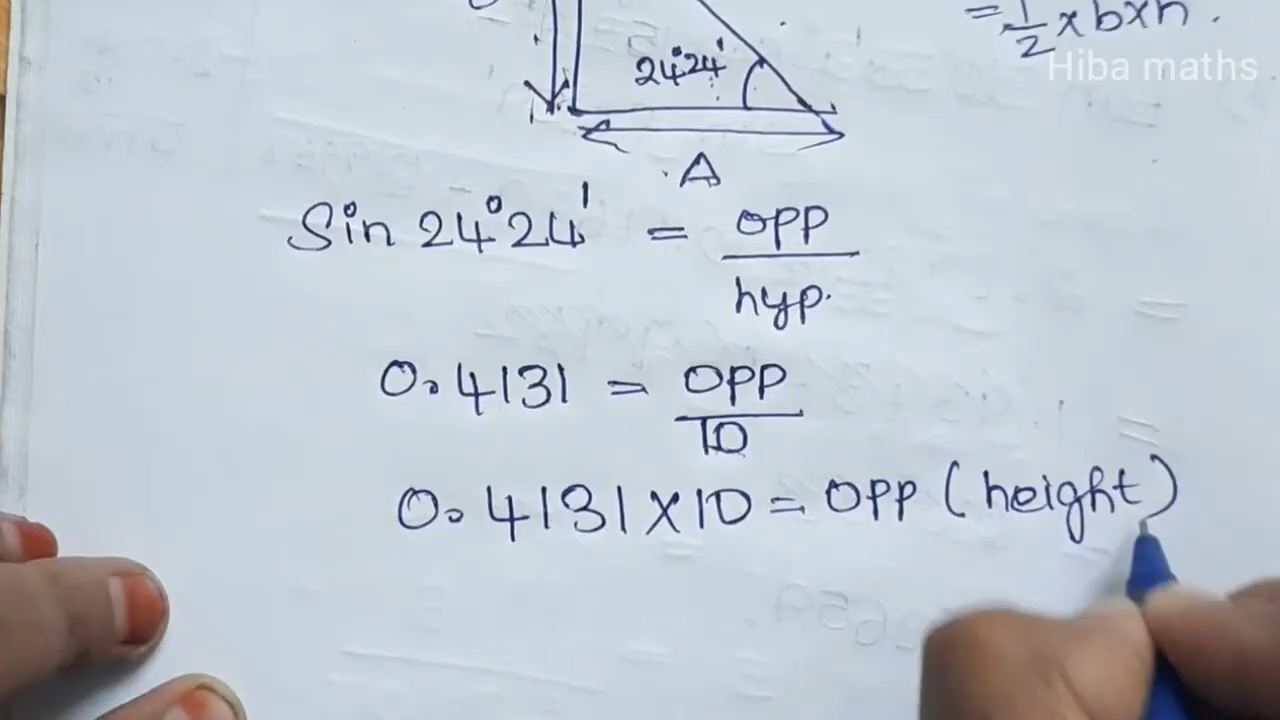 = 1/2 x b x h .
Hiba maths
24°24'
A
Sin 24°24' = opp/hyp.
0.4131 = opp/10
0.4131 x 10 = opp (height)